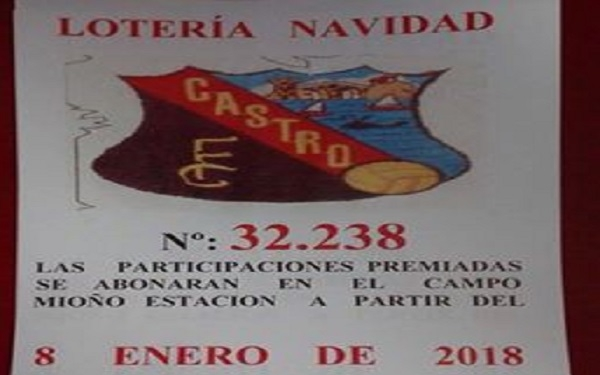 LOTERÍA NAVIDAD
CASTRO
FC
Nº: 32.238
LAS PARTICIPACIONES PREMIADAS
SE ABONARAN EN EL CAMPO
MIOÑO ESTACION A PARTIR DEL
8 ENERO DE 2018